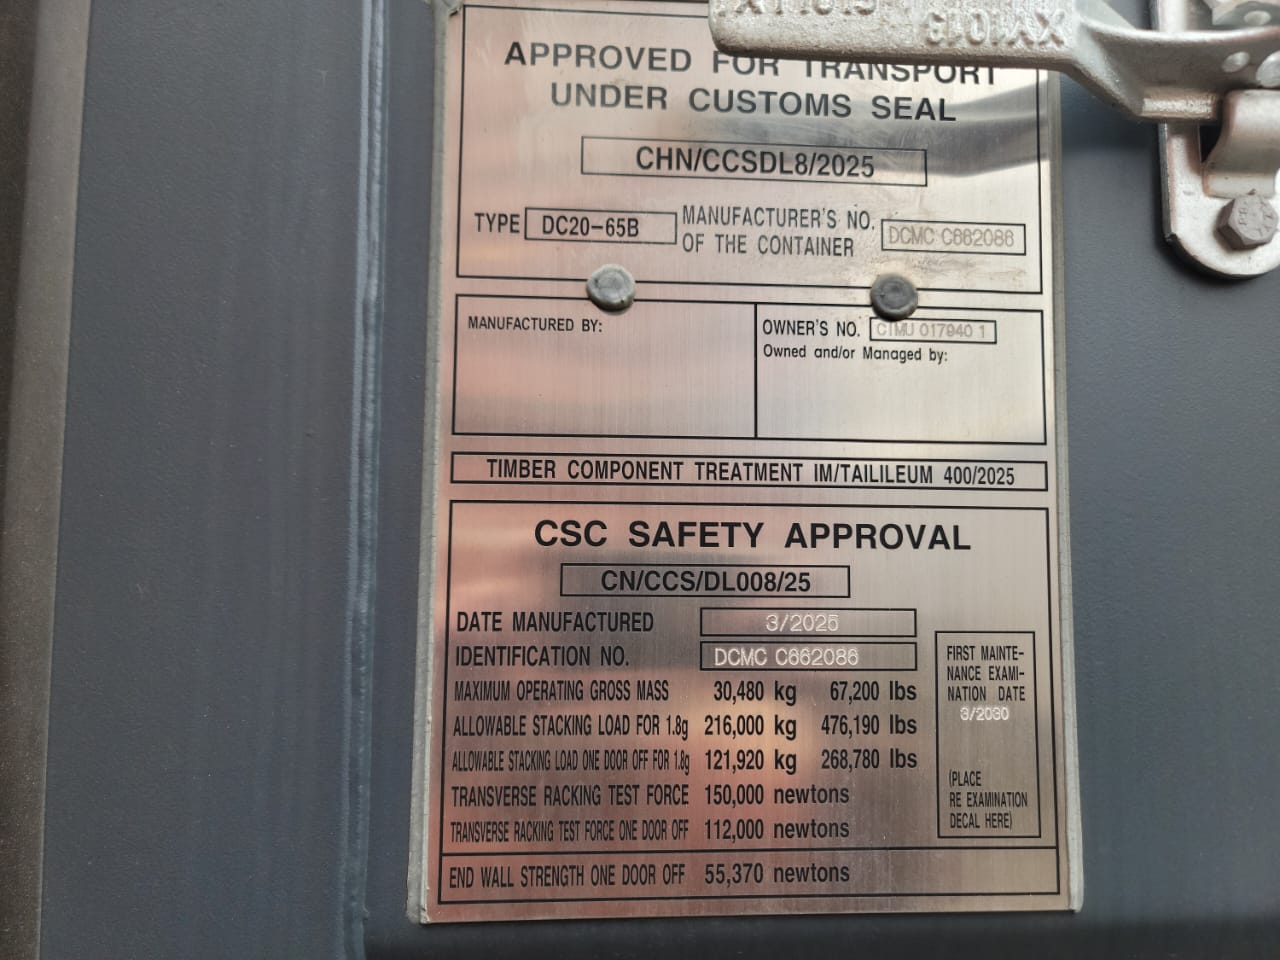 APPROVED FOR TRANSPORT
UNDER CUSTOMS SEAL
CHN/CCSDL8/2025
TYPE DC20-65B MANUFACTURER'S NO. OF THE CONTAINER DCMC C662086
MANUFACTURED BY:
OWNER'S NO. CTMU 017940 1
Owned and/or Managed by:
TIMBER COMPONENT TREATMENT IM/TAILILEUM 400/2025
CSC SAFETY APPROVAL
CN/CCS/DL008/25
DATE MANUFACTURED 3/2025
IDENTIFICATION NO. DCMC C662086
MAXIMUM OPERATING GROSS MASS 30,480 kg 67,200 lbs
ALLOWABLE STACKING LOAD FOR 1.8g 216,000 kg 476,190 lbs
ALLOWABLE STACKING LOAD ONE DOOR OFF FOR 1.8g 121,920 kg 268,780 lbs
TRANSVERSE RACKING TEST FORCE 150,000 newtons
TRANSVERSE RACKING TEST FORCE ONE DOOR OFF 112,000 newtons
END WALL STRENGTH ONE DOOR OFF 55,370 newtons
FIRST MAINTE-
NANCE EXAMI-
NATION DATE
3/2030
(PLACE
RE EXAMINATION
DECAL HERE)